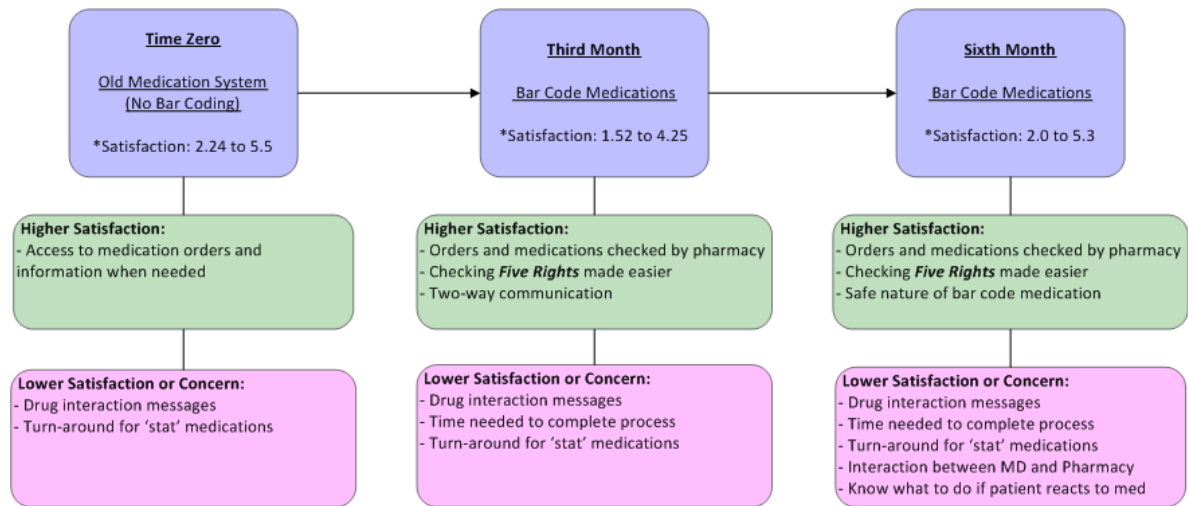 Time Zero
Old Medication System
(No Bar Coding)
*Satisfaction: 2.24 to 5.5
Third Month
Bar Code Medications
*Satisfaction: 1.52 to 4.25
Sixth Month
Bar Code Medications
*Satisfaction: 2.0 to 5.3
Higher Satisfaction:
- Access to medication orders and
information when needed
Higher Satisfaction:
- Orders and medications checked by pharmacy
- Checking Five Rights made easier
- Two-way communication
Higher Satisfaction:
- Orders and medications checked by pharmacy
- Checking Five Rights made easier
- Safe nature of bar code medication
Lower Satisfaction or Concern:
- Drug interaction messages
- Turn-around for ‘stat’ medications
Lower Satisfaction or Concern:
- Drug interaction messages
- Time needed to complete process
- Turn-around for ‘stat’ medications
Lower Satisfaction or Concern:
- Drug interaction messages
- Time needed to complete process
- Turn-around for ‘stat’ medications
- Interaction between MD and Pharmacy
- Know what to do if patient reacts to med